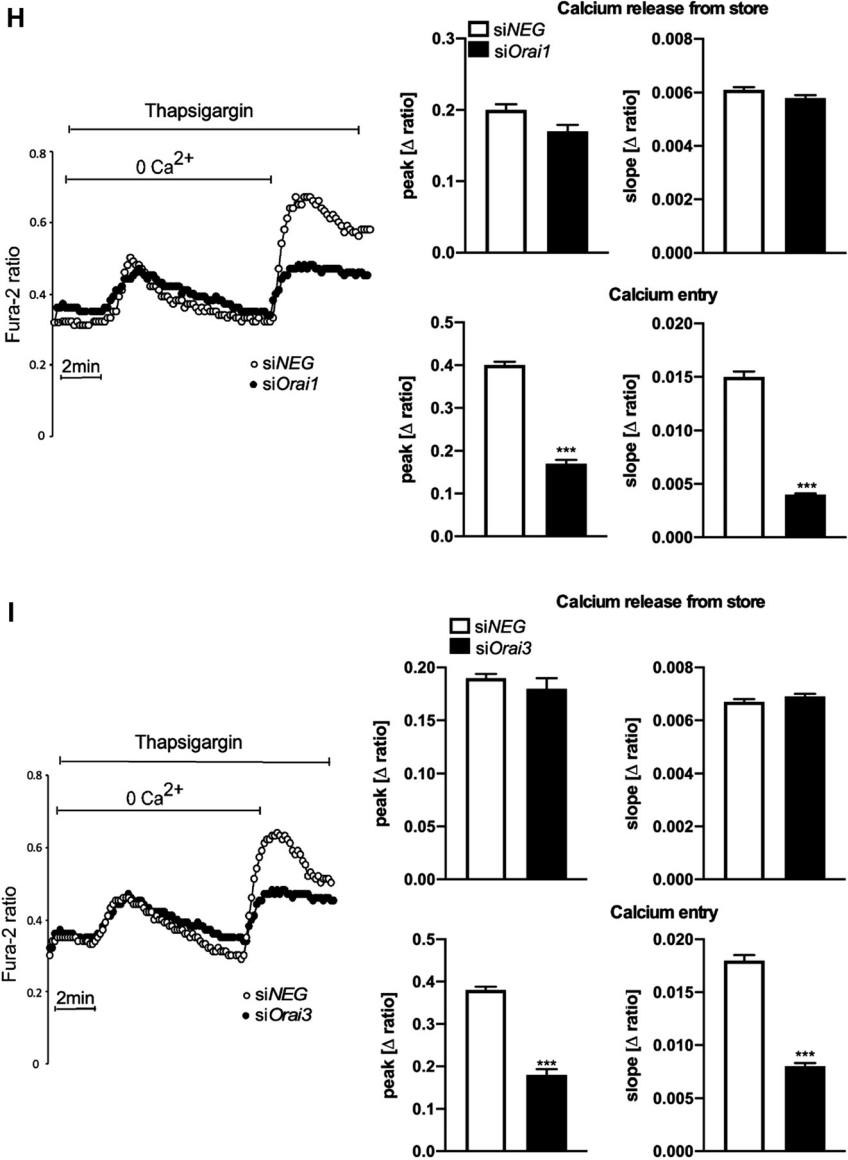 H
Calcium release from store
siNEG
siOrai1
Thapsigargin
0 Ca2+
Fura-2 ratio
0.8
0.6
0.4
0.2
0
2min
siNEG
siOrai1
peak [Δ ratio]
0.3
0.2
0.1
0.0
slope [Δ ratio]
0.008
0.006
0.004
0.002
0.000
Calcium entry
peak [Δ ratio]
0.5
0.4
0.3
0.2
0.1
0.0
***
slope [Δ ratio]
0.020
0.015
0.010
0.005
0.000
***
I
Calcium release from store
siNEG
siOrai3
Thapsigargin
0 Ca2+
Fura-2 ratio
0.8
0.6
0.4
0.2
0
2min
siNEG
siOrai3
peak [Δ ratio]
0.20
0.15
0.10
0.05
0.00
slope [Δ ratio]
0.008
0.006
0.004
0.002
0.000
Calcium entry
peak [Δ ratio]
0.5
0.4
0.3
0.2
0.1
0.0
***
slope [Δ ratio]
0.020
0.015
0.010
0.005
0.000
***